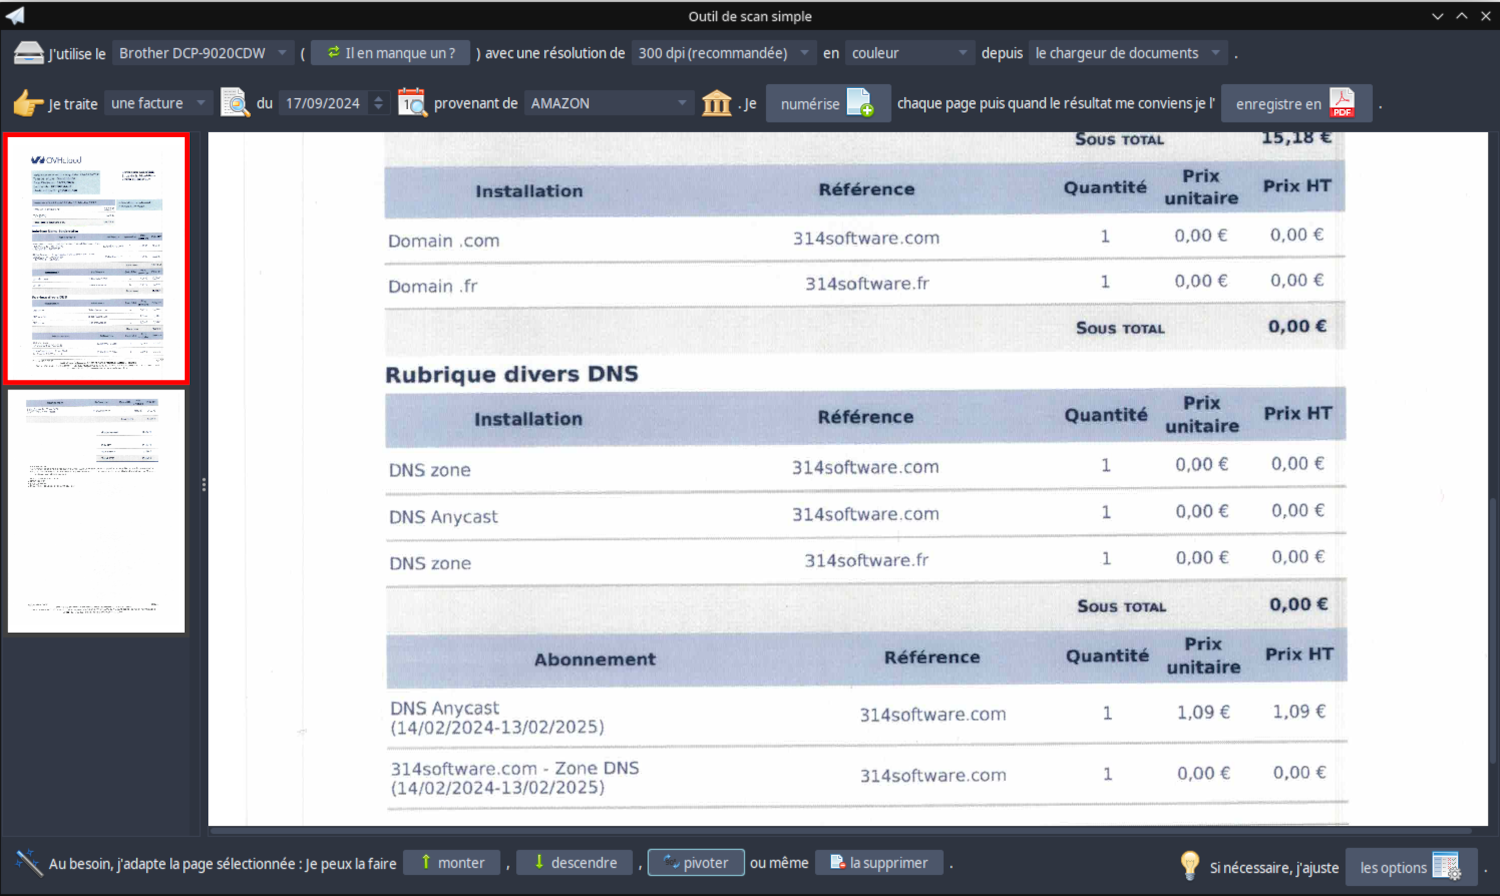 Outil de scan simple
J'utilise le Brother DCP-9020CDW ( Il en manque un ? ) avec une résolution de 300 dpi (recommandée) en couleur depuis le chargeur de documents .
Je traite une facture du 17/09/2024 provenant de AMAZON . Je numérise chaque page puis quand le résultat me conviens je l' enregistre en PDF .
OVHcloud
Sous total 15,18 €
Installation Référence Quantité Prix unitaire Prix HT
Domain .com 314software.com 1 0,00 € 0,00 €
Domain .fr 314software.fr 1 0,00 € 0,00 €
Sous total 0,00 €
Rubrique divers DNS
Installation Référence Quantité Prix unitaire Prix HT
DNS zone 314software.com 1 0,00 € 0,00 €
DNS Anycast 314software.com 1 0,00 € 0,00 €
DNS zone 314software.fr 1 0,00 € 0,00 €
Sous total 0,00 €
Abonnement Référence Quantité Prix unitaire Prix HT
DNS Anycast
(14/02/2024-13/02/2025) 314software.com 1 1,09 € 1,09 €
314software.com - Zone DNS
(14/02/2024-13/02/2025) 314software.com 1 0,00 € 0,00 €
Au besoin, j'adapte la page sélectionnée : Je peux la faire monter , descendre , pivoter ou même la supprimer .
Si nécessaire, j'ajuste les options .